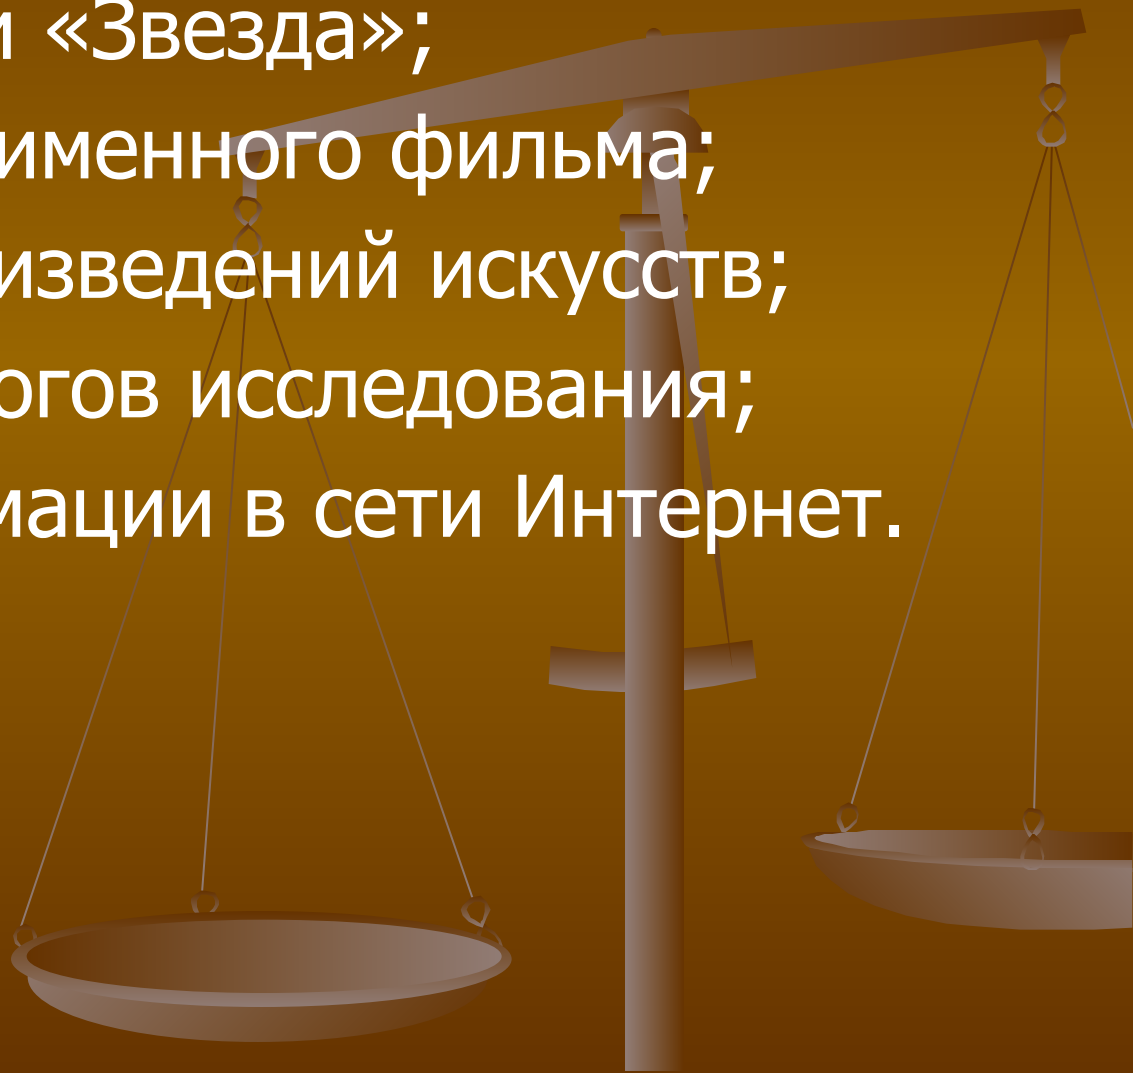 и «Звезда»;
именного фильма;
изведений искусств;
огов исследования;
мации в сети Интернет.